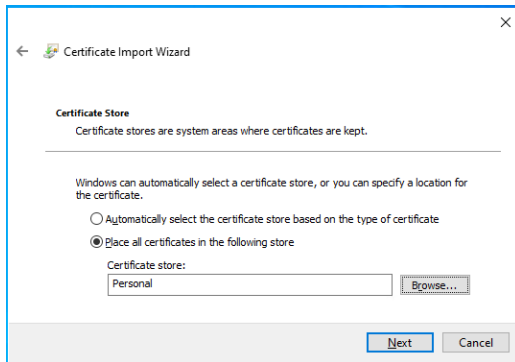 Certificate Import Wizard
Certificate Store
Certificate stores are system areas where certificates are kept.
Windows can automatically select a certificate store, or you can specify a location for
the certificate.
Automatically select the certificate store based on the type of certificate
Place all certificates in the following store
Certificate store:
Personal
Browse...
Next Cancel